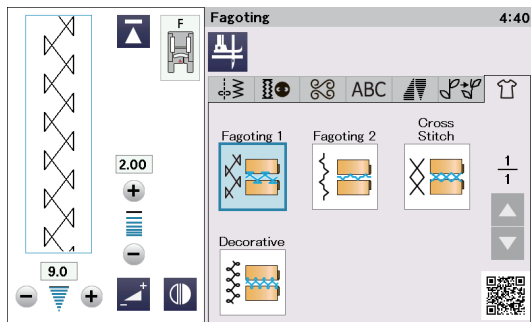 F
2.00
9.0
Fagoting
4:40
ABC
Fagoting 1
Fagoting 2
Cross
Stitch
Decorative
1
1